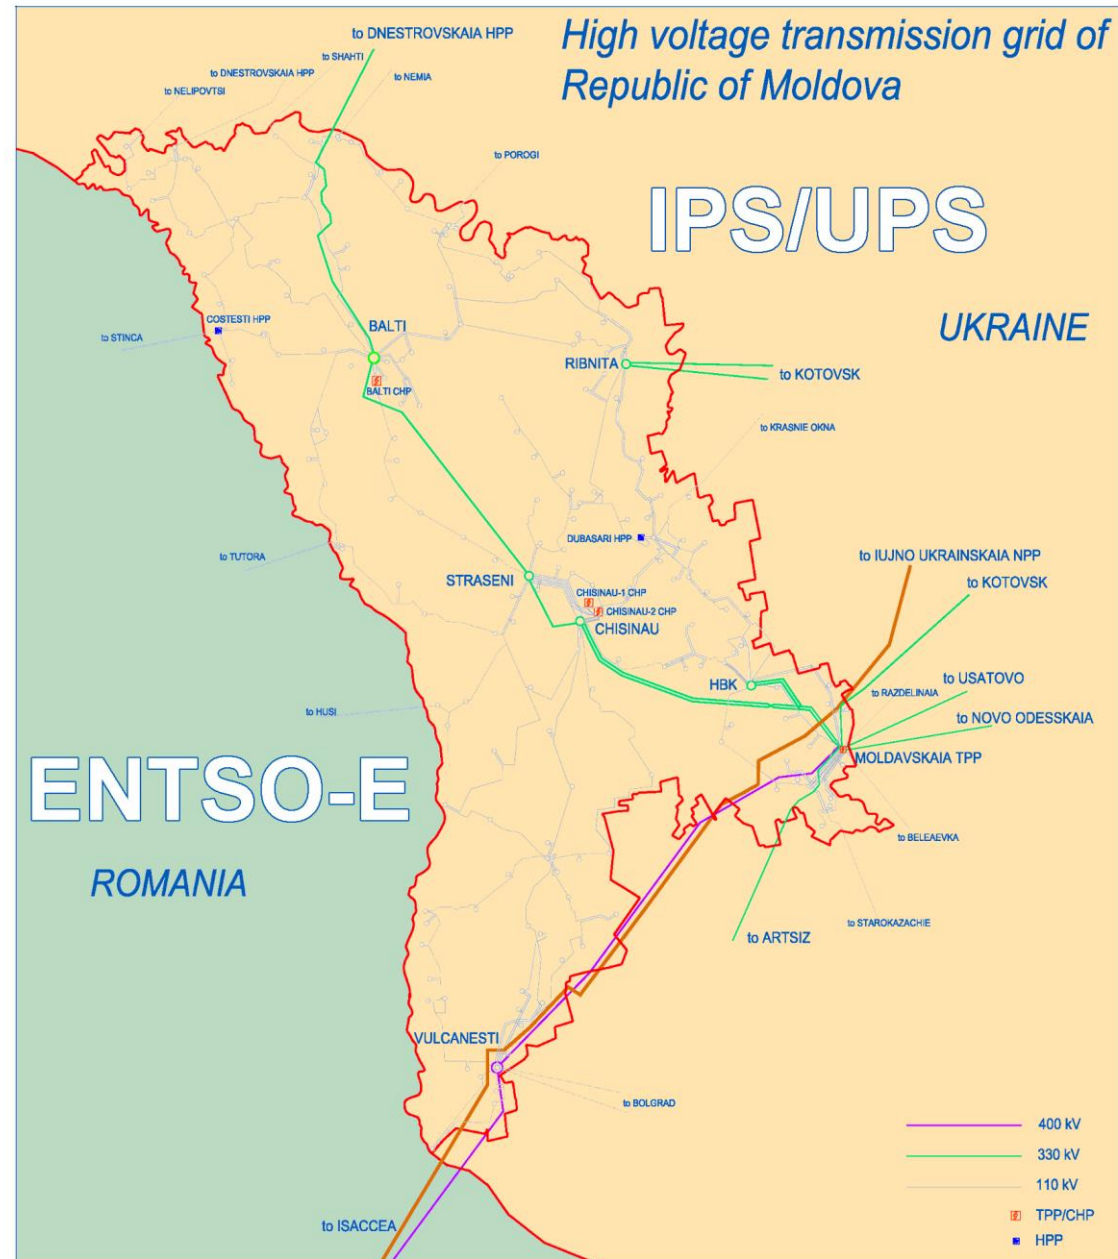 High voltage transmission grid of
Republic of Moldova
to DNESTROVSKAIA HPP
to SHAHTI
to DNESTROVSKAIA HPP
to NEMIA
to NELIPOVTSI
to POROGI
IPS/UPS
UKRAINE
COSTESTI HPP
to STINCA
BALTI
BALTI CHP
RIBNITA
to KOTOVSK
to KRASNIE OKNA
DUBASARI HPP
to TUTORA
to IUJNO UKRAINSKAIA NPP
to KOTOVSK
STRASENI
CHISINAU-1 CHP
CHISINAU-2 CHP
CHISINAU
HBK
to USATOVO
to RAZDELINAIA
to NOVO ODESSKAIA
to HUSI
MOLDAVSKAIA TPP
ENTSO-E
ROMANIA
to BELEAEVKA
to STAROKAZACHIE
to ARTSIZ
VULCANESTI
to BOLGRAD
to ISACCEA
400 kV
330 kV
110 kV
TPP/CHP
HPP